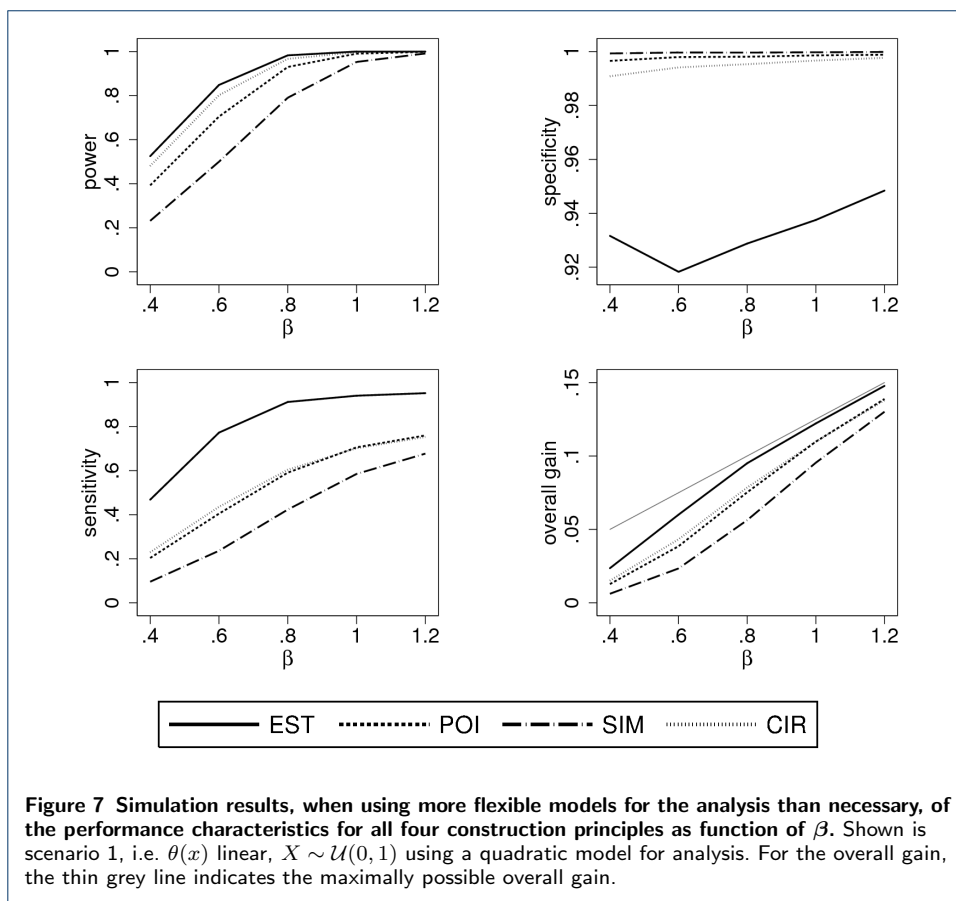 power
1
.8
.6
.4
.2
0
.4 .6 .8 1 1.2
β
specificity
1
.98
.96
.94
.92
.4 .6 .8 1 1.2
β
sensitivity
1
.8
.6
.4
.2
0
.4 .6 .8 1 1.2
β
overall gain
.15
.1
.05
0
.4 .6 .8 1 1.2
β
EST POI SIM CIR
Figure 7 Simulation results, when using more flexible models for the analysis than necessary, of
the performance characteristics for all four construction principles as function of β. Shown is
scenario 1, i.e. θ(x) linear, X ∼ 𝒰(0, 1) using a quadratic model for analysis. For the overall gain,
the thin grey line indicates the maximally possible overall gain.